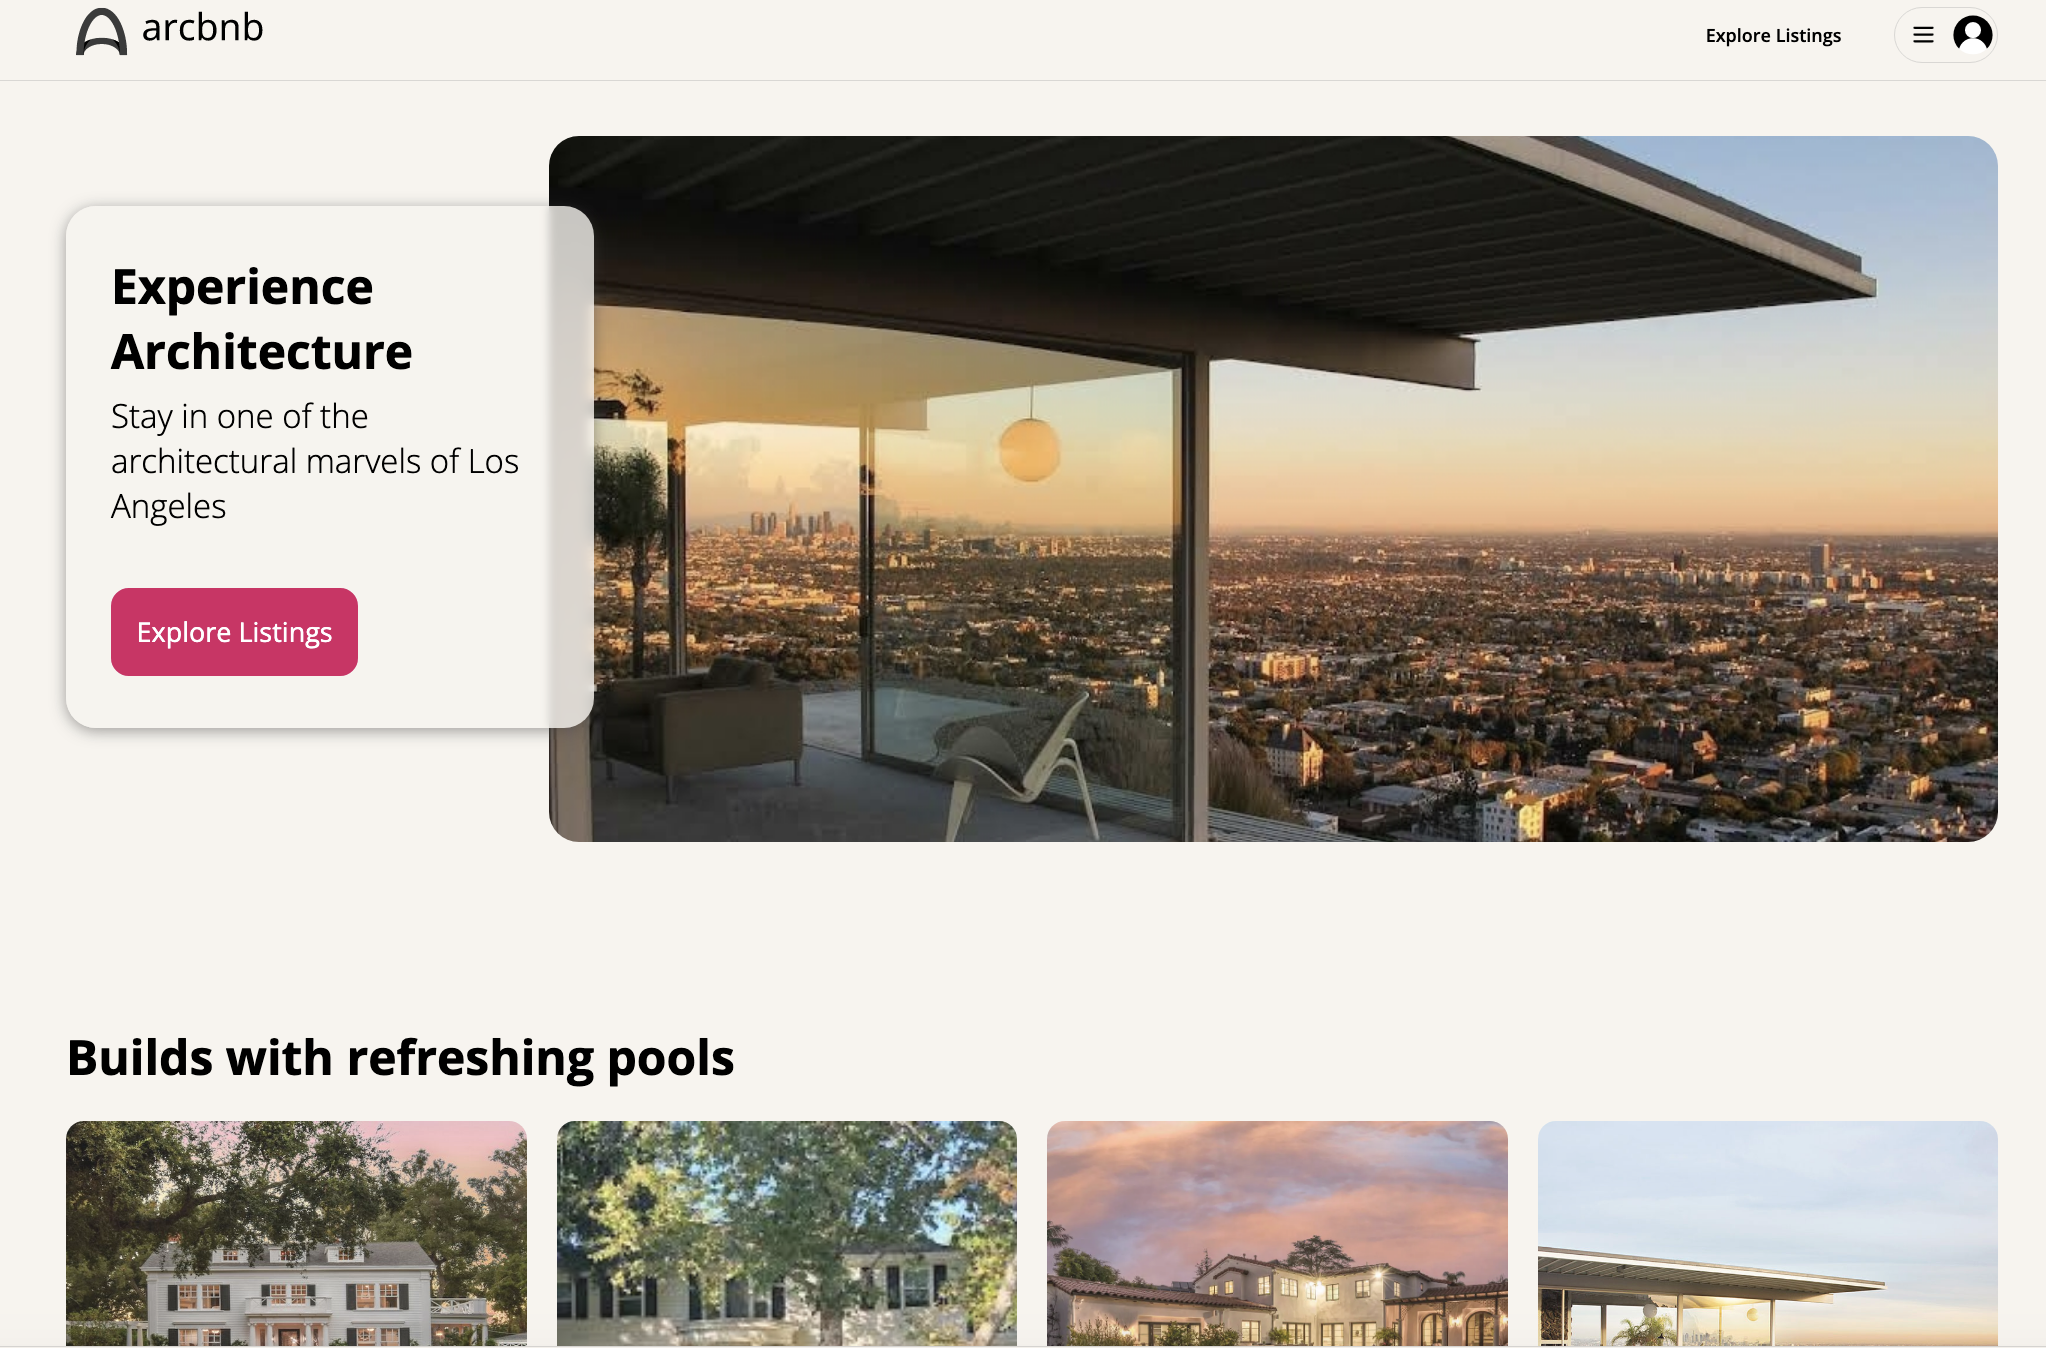 arcbnb
Explore Listings
Experience
Architecture
Stay in one of the
architectural marvels of Los
Angeles
Explore Listings
Builds with refreshing pools